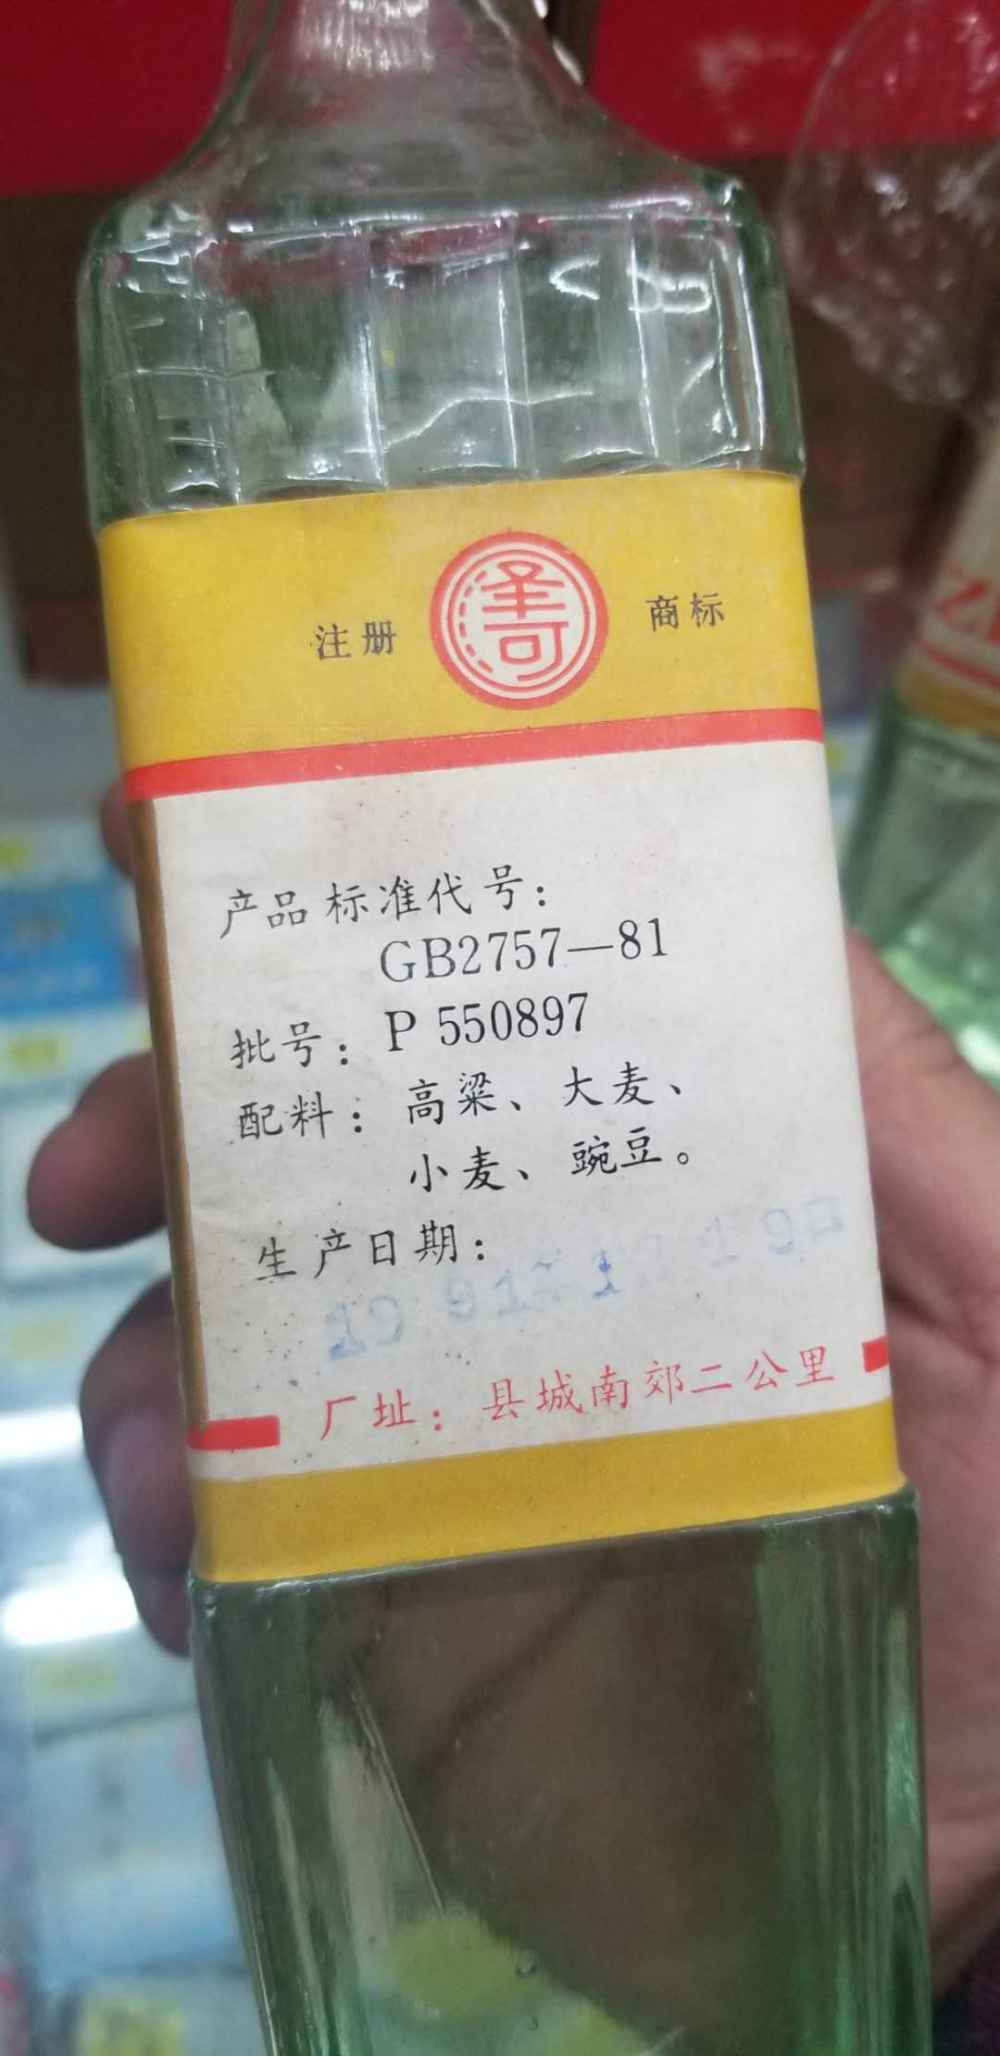 注册 圣可 商标
产品标准代号：
GB2757—81
批号：P 550897
配料：高粱、大麦、
小麦、豌豆。
生产日期：
厂址：县城南郊二公里